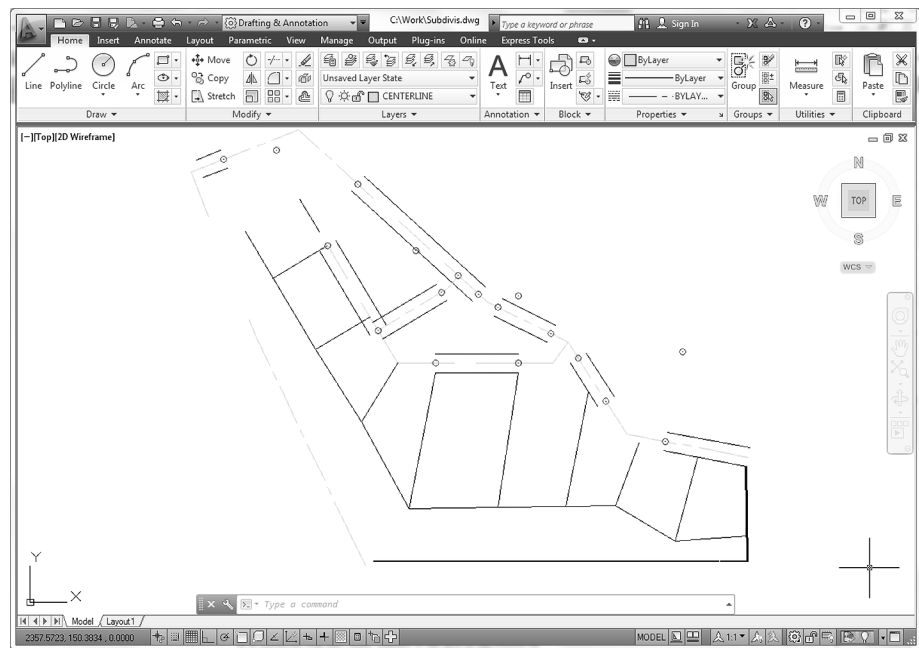 Drafting & Annotation C:\Work\Subdivis.dwg Type a keyword or phrase Sign In
Home Insert Annotate Layout Parametric View Manage Output Plug-ins Online Express Tools
Line Polyline Circle Arc Move Copy Stretch Unsaved Layer State CENTERLINE Text Insert ByLayer ByLayer BYLAY... Group Measure Paste
Draw Modify Layers Annotation Block Properties Groups Utilities Clipboard
[−][Top][2D Wireframe]
N
W TOP E
S
WCS
Y
X
Type a command
Model Layout1
2357.5723, 150.3834, 0.0000 MODEL 1:1